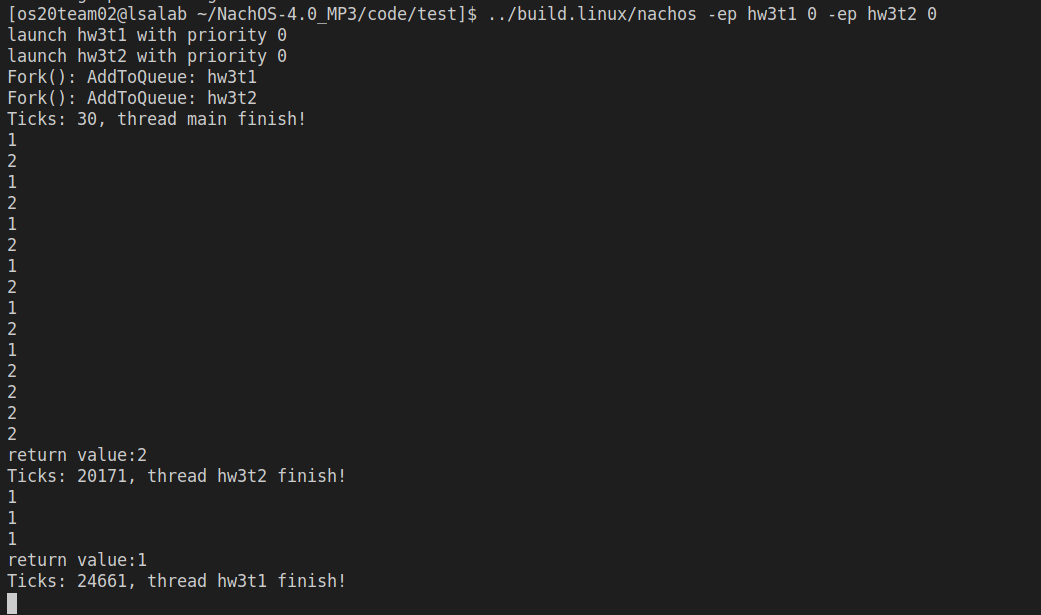 [os20team02@lsalab ~/NachOS-4.0_MP3/code/test]$ ../build.linux/nachos -ep hw3t1 0 -ep hw3t2 0
launch hw3t1 with priority 0
launch hw3t2 with priority 0
Fork(): AddToQueue: hw3t1
Fork(): AddToQueue: hw3t2
Ticks: 30, thread main finish!
1
2
1
2
1
2
1
2
1
2
1
2
2
2
2
return value:2
Ticks: 20171, thread hw3t2 finish!
1
1
1
return value:1
Ticks: 24661, thread hw3t1 finish!